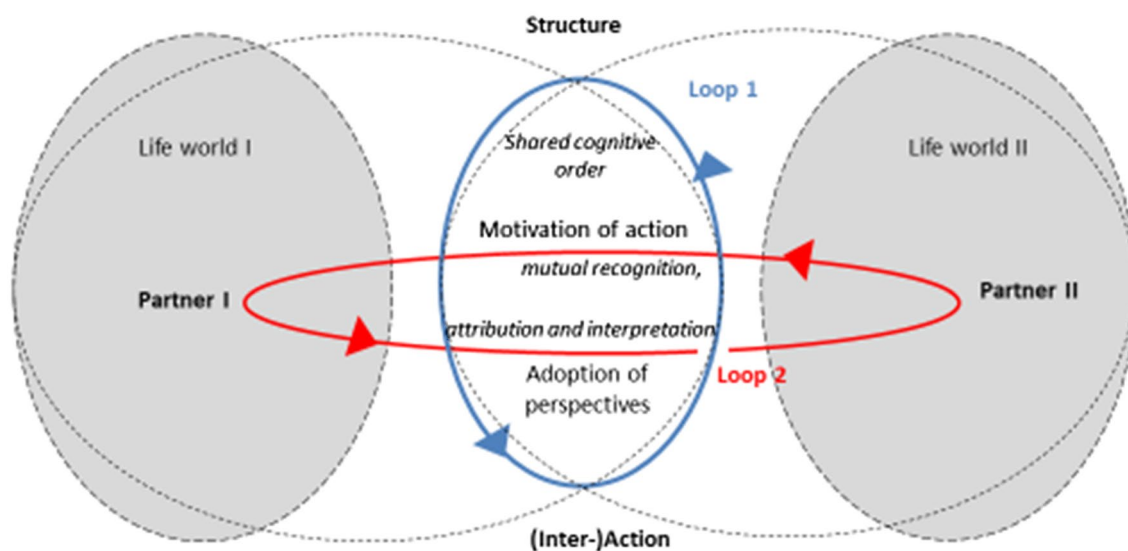 Structure
Loop 1
Life world I
Shared cognitive
order
Life world II
Motivation of action
mutual recognition,
Partner I
Partner II
attribution and interpretation
Adoption of
perspectives
Loop 2
(Inter-)Action